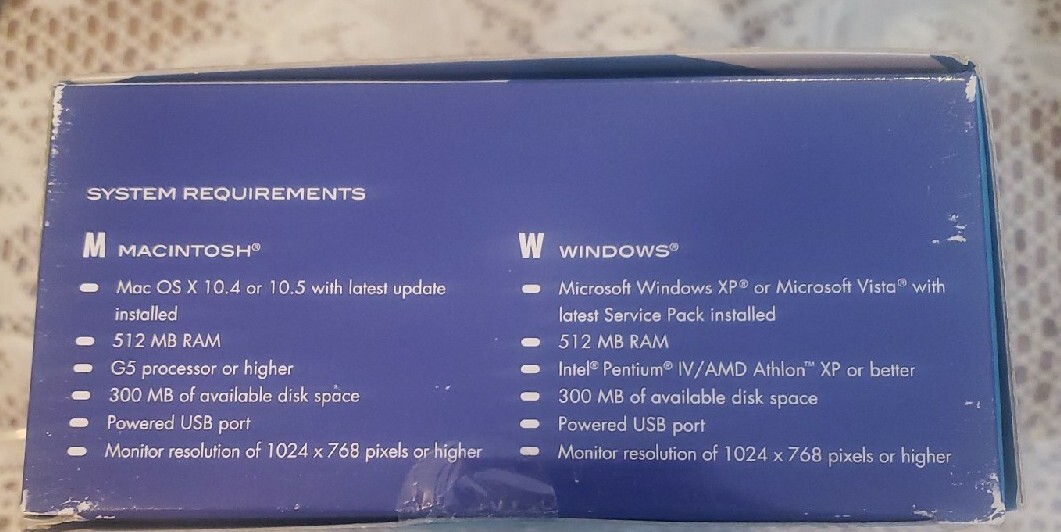 SYSTEM REQUIREMENTS
M MACINTOSH®
Mac OS X 10.4 or 10.5 with latest update
installed
512 MB RAM
G5 processor or higher
300 MB of available disk space
Powered USB port
Monitor resolution of 1024 x 768 pixels or higher
W WINDOWS®
Microsoft Windows XP® or Microsoft Vista® with
latest Service Pack installed
512 MB RAM
Intel® Pentium® IV/AMD Athlon™ XP or better
300 MB of available disk space
Powered USB port
Monitor resolution of 1024 x 768 pixels or higher